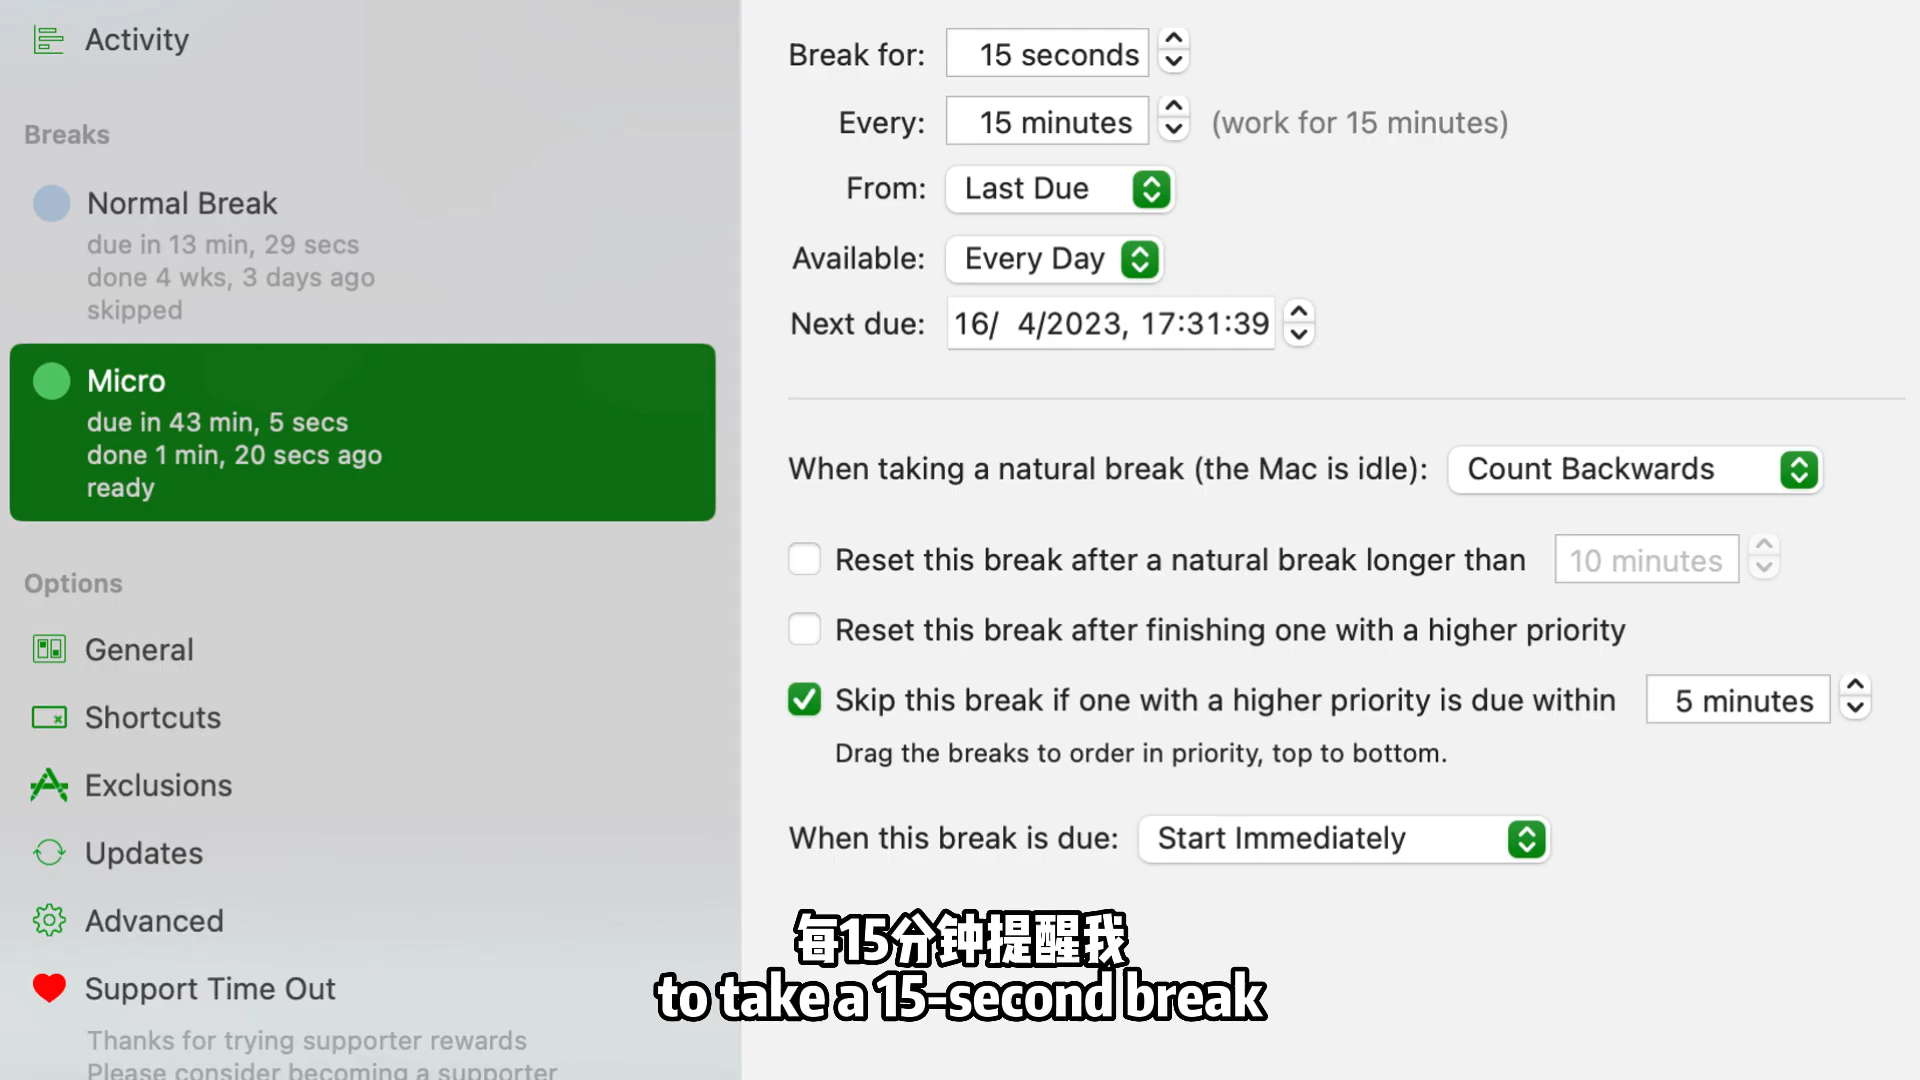 Activity
Breaks
Normal Break
due in 13 min, 29 secs
done 4 wks, 3 days ago
skipped
Micro
due in 43 min, 5 secs
done 1 min, 20 secs ago
ready
Options
General
Shortcuts
Exclusions
Updates
Advanced
Support Time Out
Thanks for trying supporter rewards
Please consider becoming a supporter
Break for: 15 seconds
Every: 15 minutes (work for 15 minutes)
From: Last Due
Available: Every Day
Next due: 16/ 4/2023, 17:31:39
When taking a natural break (the Mac is idle): Count Backwards
Reset this break after a natural break longer than 10 minutes
Reset this break after finishing one with a higher priority
Skip this break if one with a higher priority is due within 5 minutes
Drag the breaks to order in priority, top to bottom.
When this break is due: Start Immediately
每15分钟提醒我
to take a 15-second break